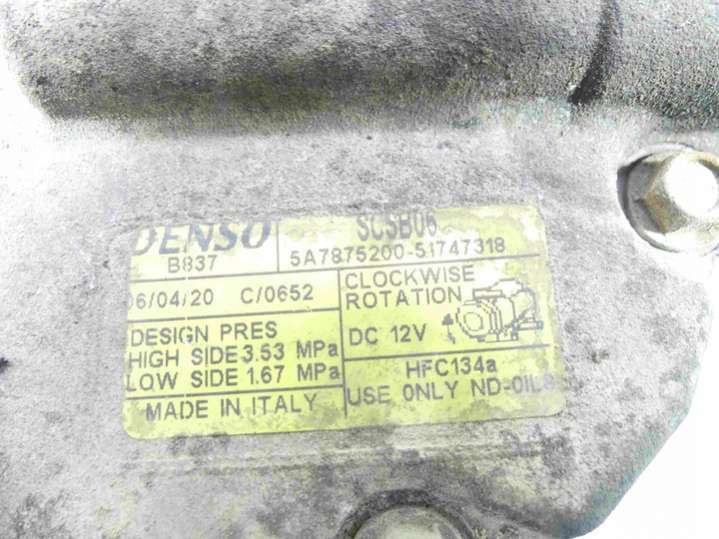 DENSO
SCSB06
B837
5A7875200-51747318
06/04/20 C/0652
CLOCKWISE
ROTATION
DC 12V
DESIGN PRES
HIGH SIDE 3.53 MPa
LOW SIDE 1.67 MPa
HFC134a
USE ONLY ND-OIL8
MADE IN ITALY